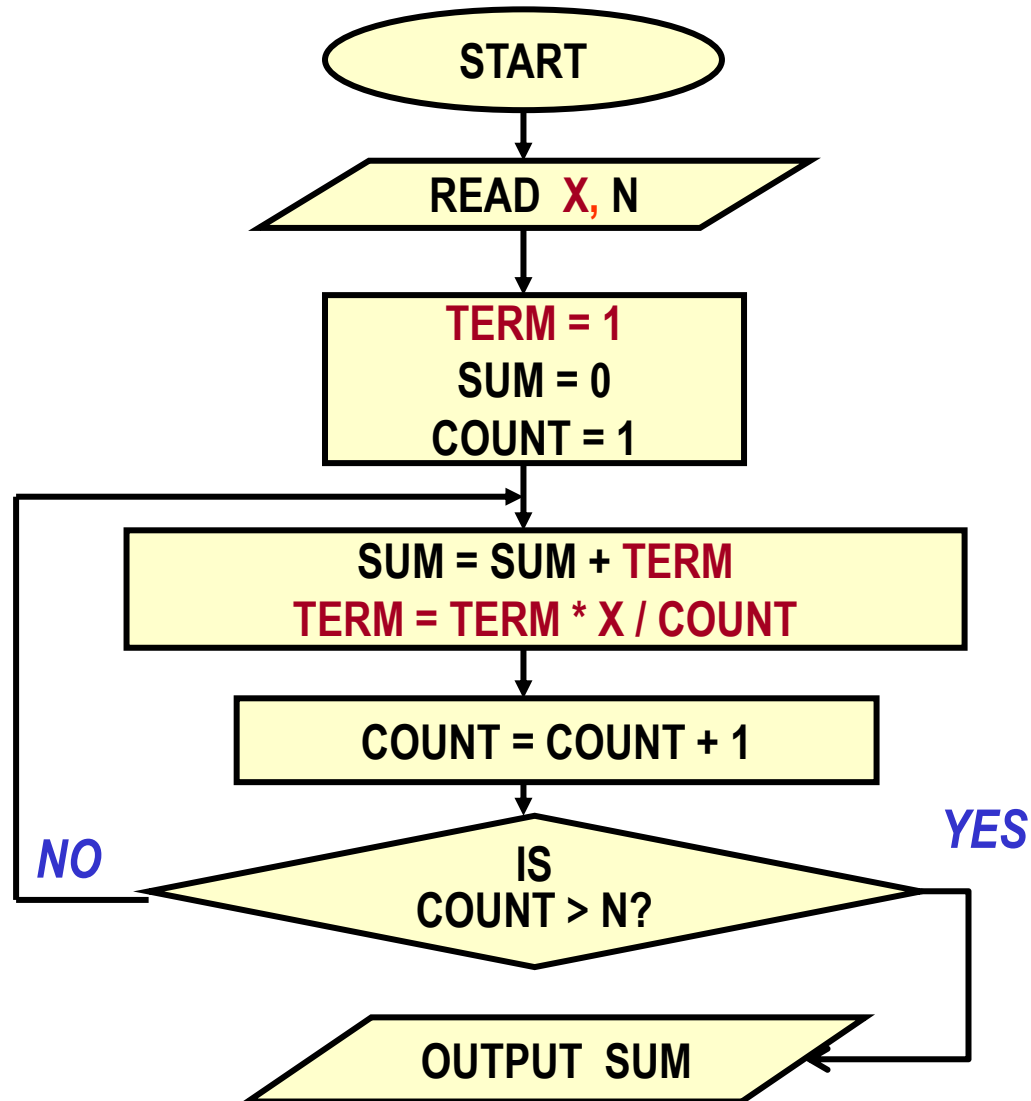 START
READ X, N
TERM = 1
SUM = 0
COUNT = 1
SUM = SUM + TERM
TERM = TERM * X / COUNT
COUNT = COUNT + 1
NO
YES
IS
COUNT > N?
OUTPUT SUM